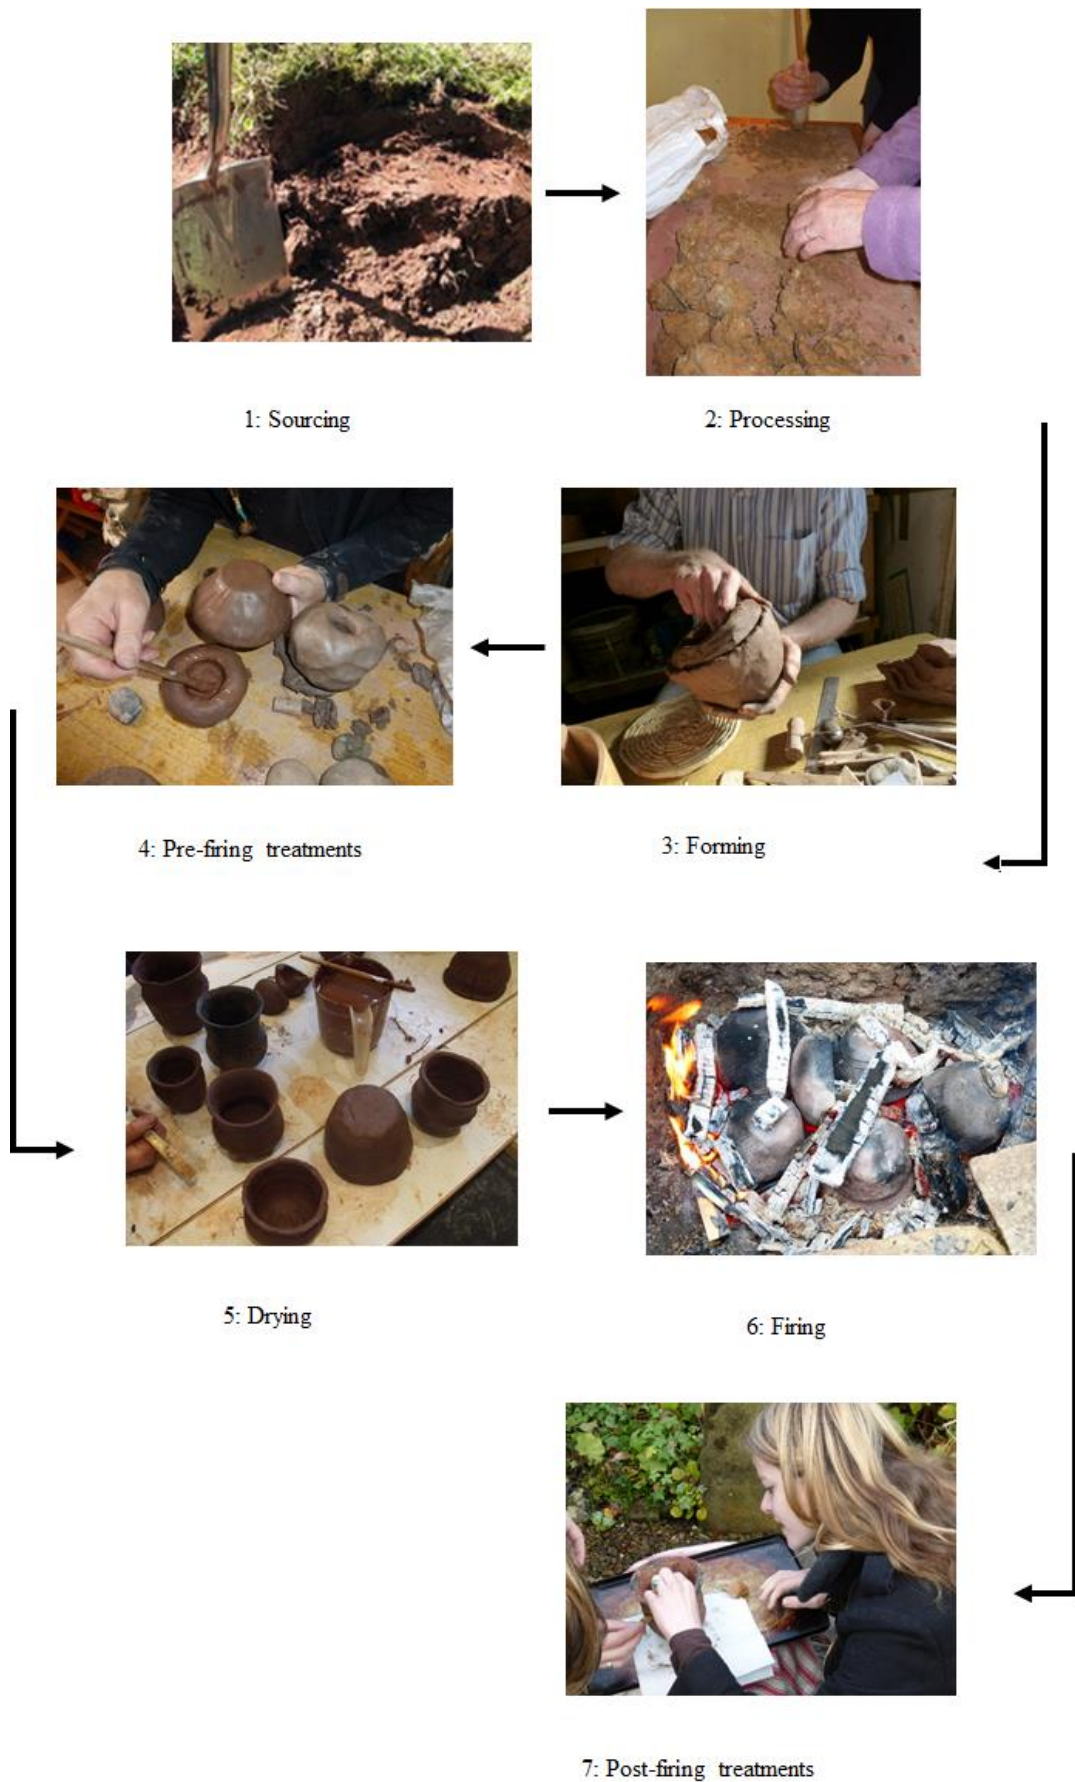 1: Sourcing
2: Processing
4: Pre-firing treatments
3: Forming
5: Drying
6: Firing
7: Post-firing treatments